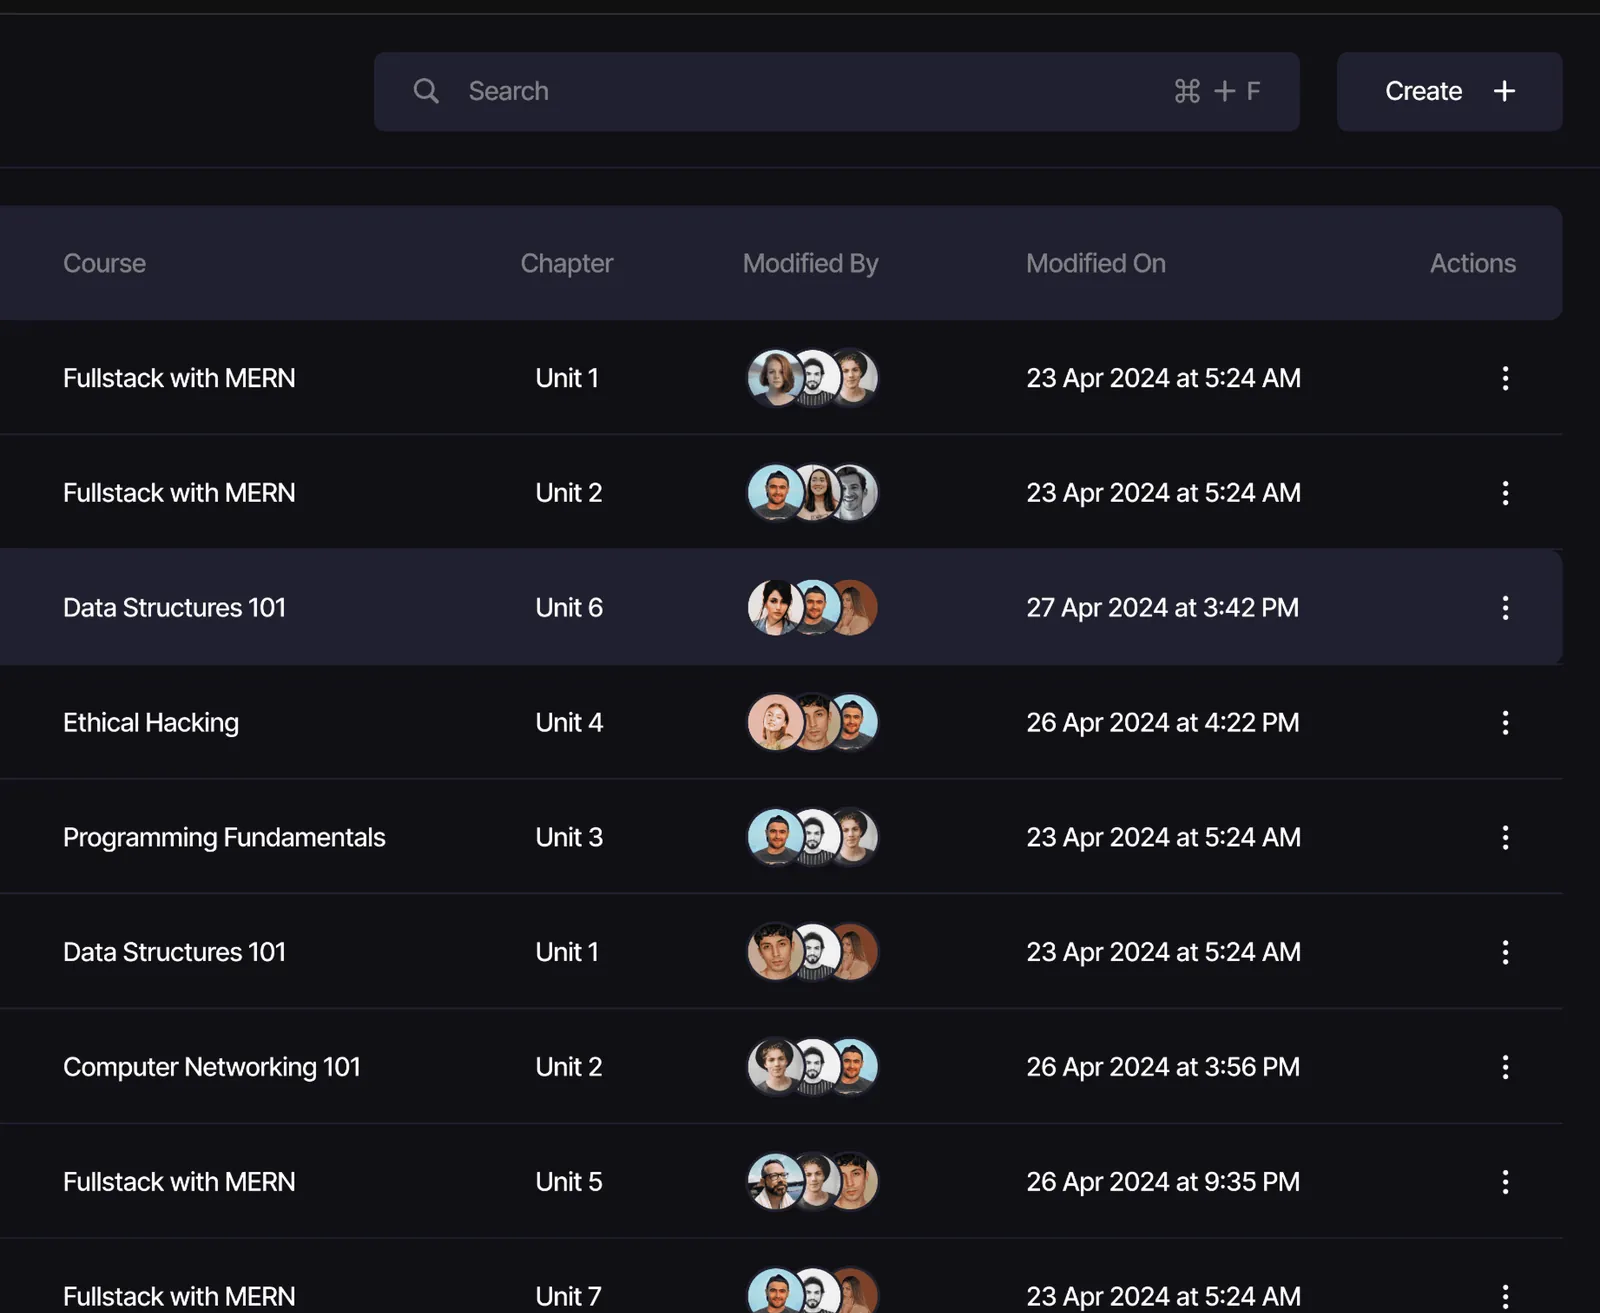 Search ⌘ + F Create +
Course Chapter Modified By Modified On Actions
Fullstack with MERN Unit 1 23 Apr 2024 at 5:24 AM
Fullstack with MERN Unit 2 23 Apr 2024 at 5:24 AM
Data Structures 101 Unit 6 27 Apr 2024 at 3:42 PM
Ethical Hacking Unit 4 26 Apr 2024 at 4:22 PM
Programming Fundamentals Unit 3 23 Apr 2024 at 5:24 AM
Data Structures 101 Unit 1 23 Apr 2024 at 5:24 AM
Computer Networking 101 Unit 2 26 Apr 2024 at 3:56 PM
Fullstack with MERN Unit 5 26 Apr 2024 at 9:35 PM
Fullstack with MERN Unit 7 23 Apr 2024 at 5:24 AM